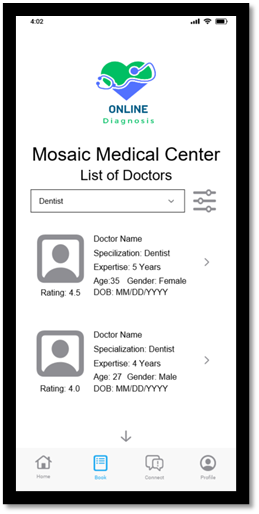 4:02
ONLINE
Diagnosis
Mosaic Medical Center
List of Doctors
Dentist
Doctor Name
Specialization: Dentist
Expertise: 5 Years
Age:35 Gender: Female
Rating: 4.5 DOB: MM/DD/YYYY
Doctor Name
Specialization: Dentist
Expertise: 4 Years
Age: 27 Gender: Male
Rating: 4.0 DOB: MM/DD/YYYY
Home Book Connect Profile